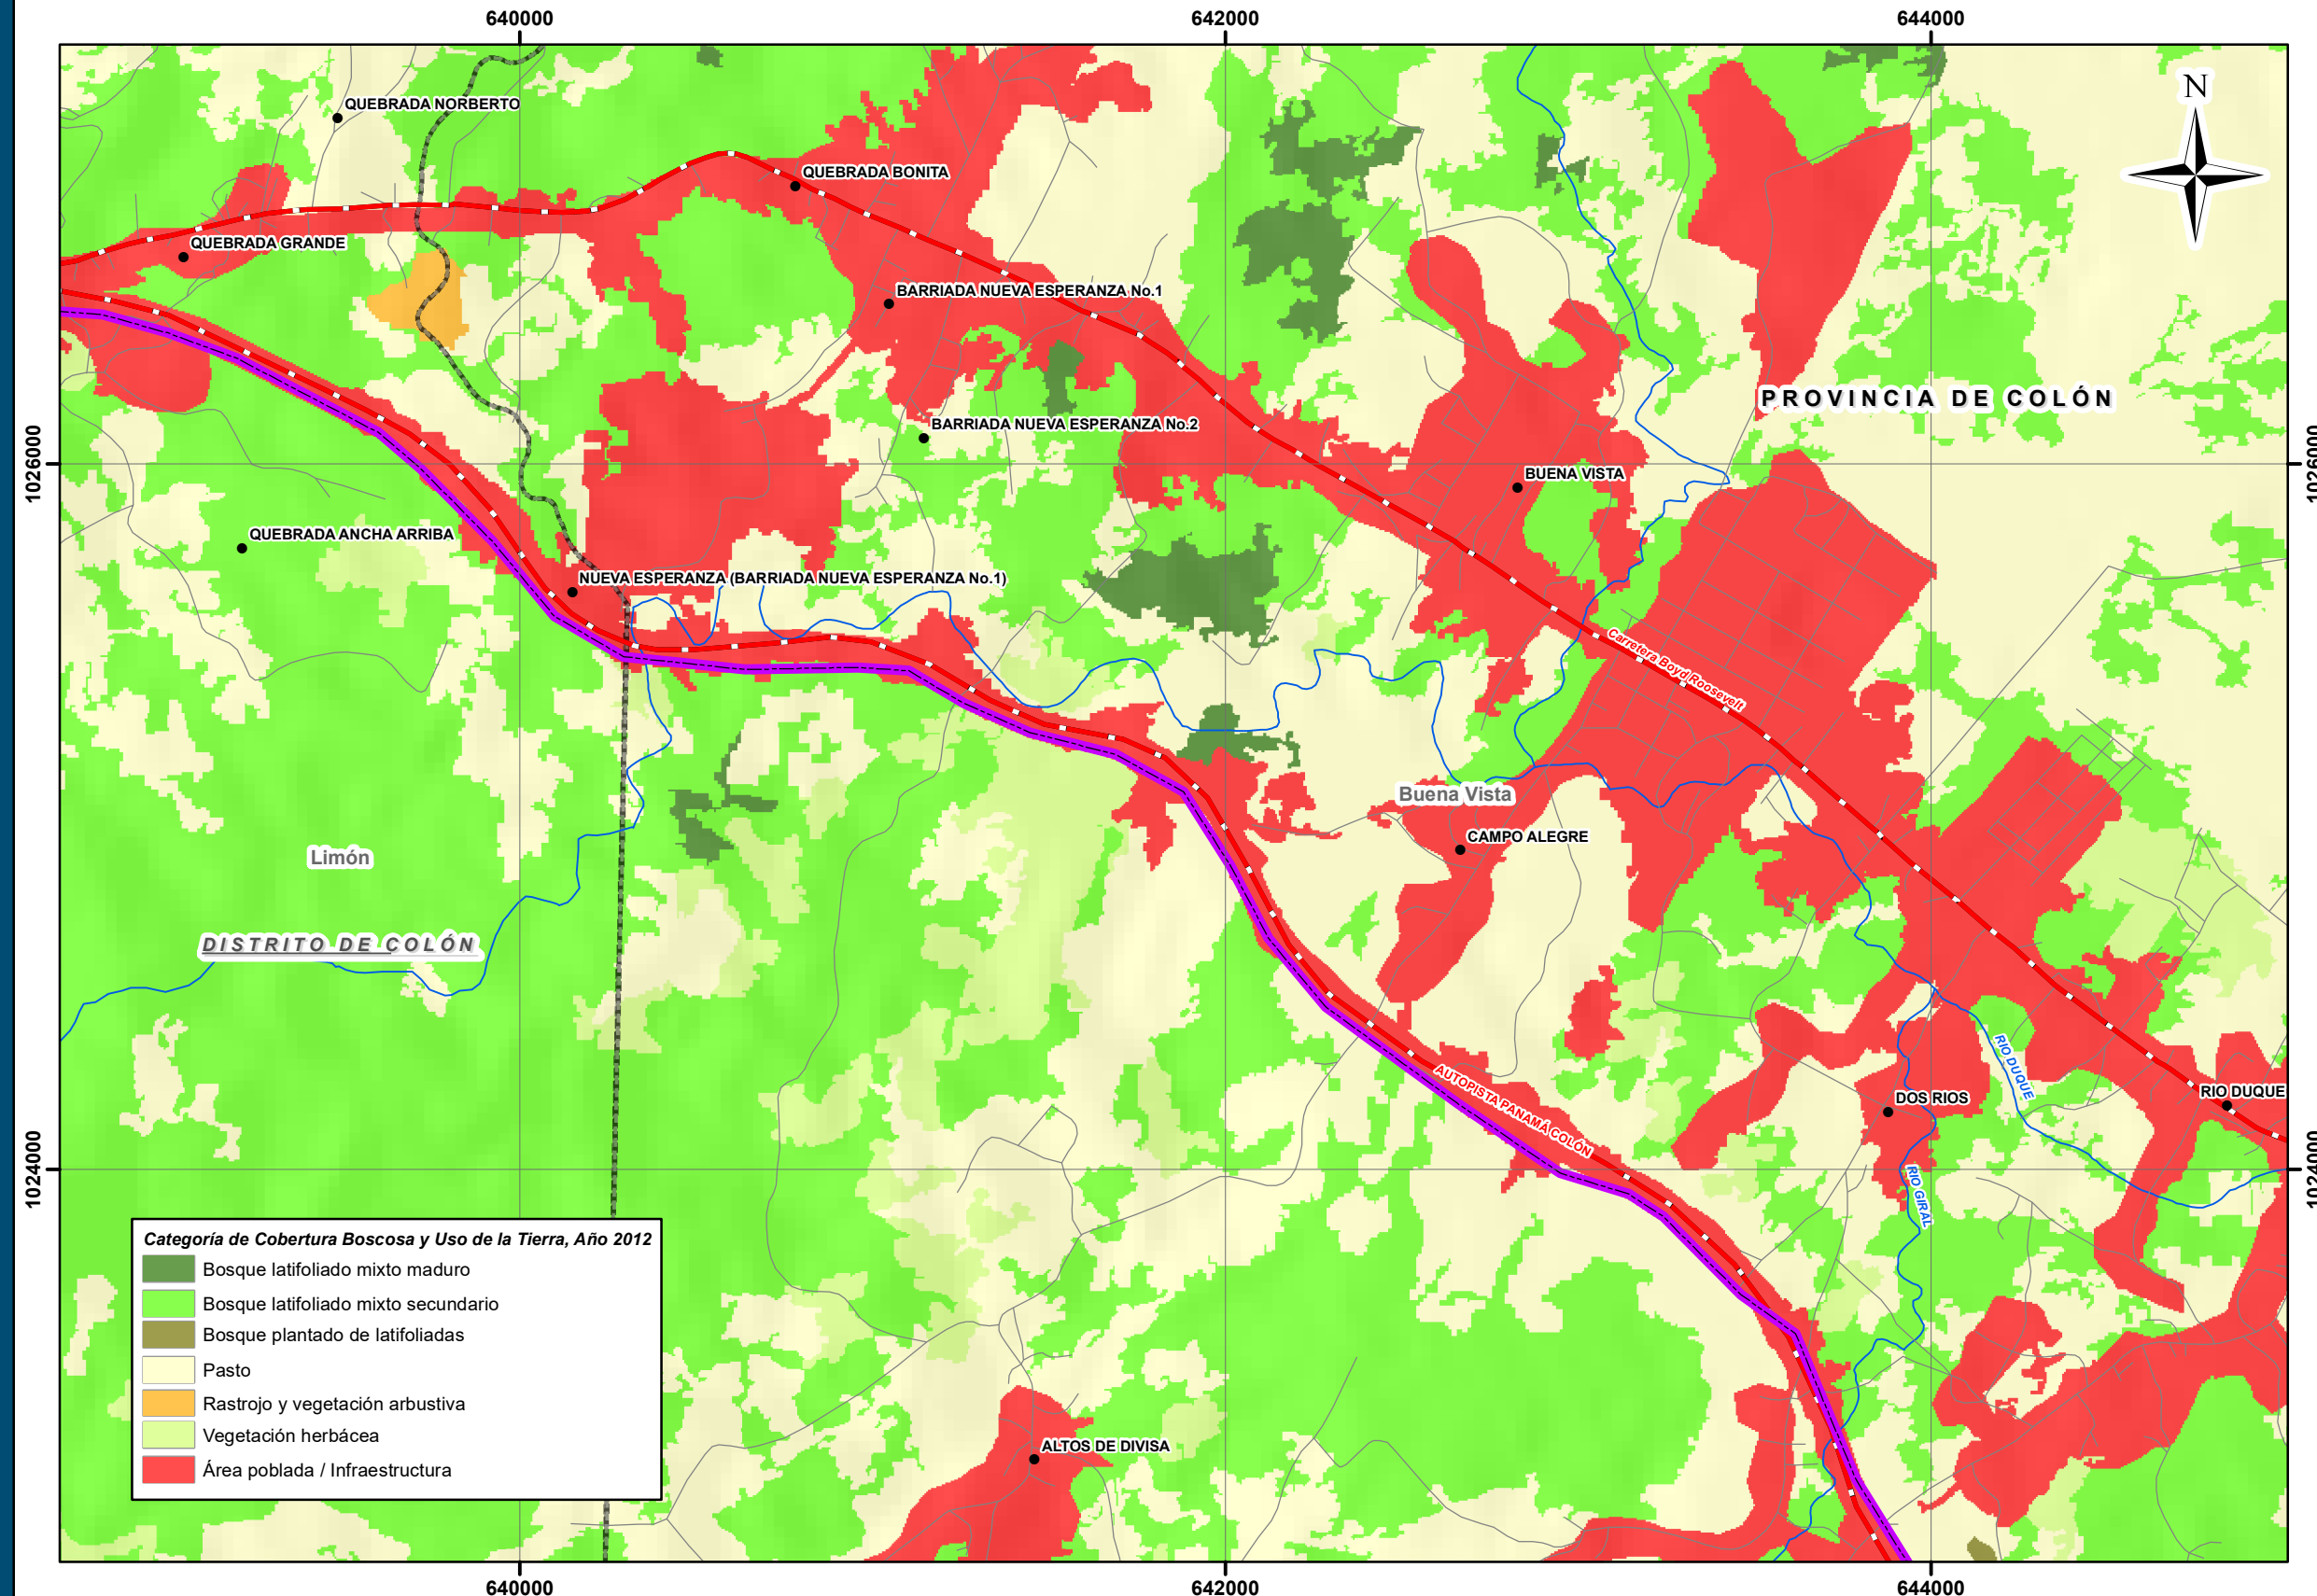 640000
642000
644000
N
QUEBRADA NORBERTO
QUEBRADA BONITA
QUEBRADA GRANDE
BARRIADA NUEVA ESPERANZA No.1
PROVINCIA DE COLÓN
BARRIADA NUEVA ESPERANZA No.2
1026000
1026000
BUENA VISTA
QUEBRADA ANCHA ARRIBA
NUEVA ESPERANZA (BARRIADA NUEVA ESPERANZA No.1)
Carretera Boyd Roosevelt
Buena Vista
CAMPO ALEGRE
Limón
DISTRITO DE COLÓN
RIO DUQUE
AUTOPISTA PANAMÁ COLÓN
DOS RIOS
RIO DUQUE
1024000
1024000
RIO GIRAL
Categoría de Cobertura Boscosa y Uso de la Tierra, Año 2012
Bosque latifoliado mixto maduro
Bosque latifoliado mixto secundario
Bosque plantado de latifoliadas
Pasto
Rastrojo y vegetación arbustiva
Vegetación herbácea
Área poblada / Infraestructura
ALTOS DE DIVISA
640000
642000
644000